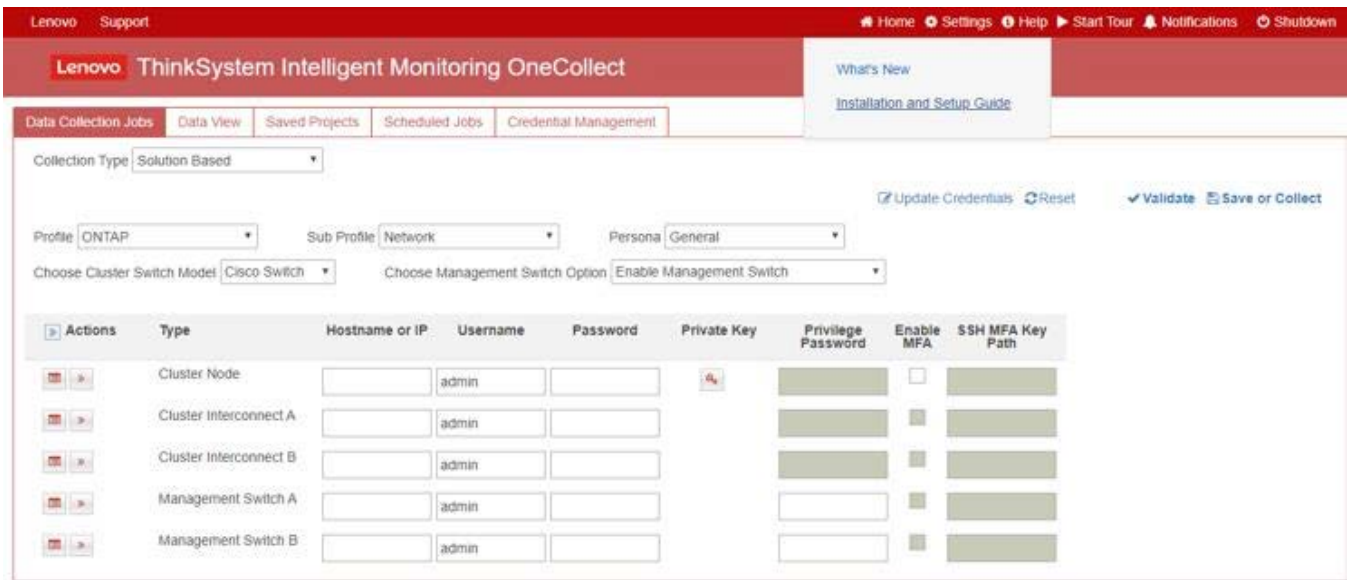 Lenovo Support Home Settings Help Start Tour Notifications Shutdown
Lenovo ThinkSystem Intelligent Monitoring OneCollect
What's New
Installation and Setup Guide
Data Collection Jobs Data View Saved Projects Scheduled Jobs Credential Management
Collection Type Solution Based
Update Credentials Reset Validate Save or Collect
Profile ONTAP Sub Profile Network Persona General
Choose Cluster Switch Model Cisco Switch Choose Management Switch Option Enable Management Switch
Actions Type Hostname or IP Username Password Private Key Privilege Password Enable MFA SSH MFA Key Path
Cluster Node admin
Cluster Interconnect A admin
Cluster Interconnect B admin
Management Switch A admin
Management Switch B admin